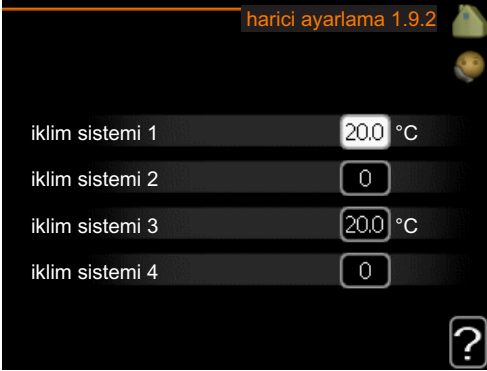 harici ayarlama 1.9.2
iklim sistemi 1 20.0 °C
iklim sistemi 2 0
iklim sistemi 3 20.0 °C
iklim sistemi 4 0
?